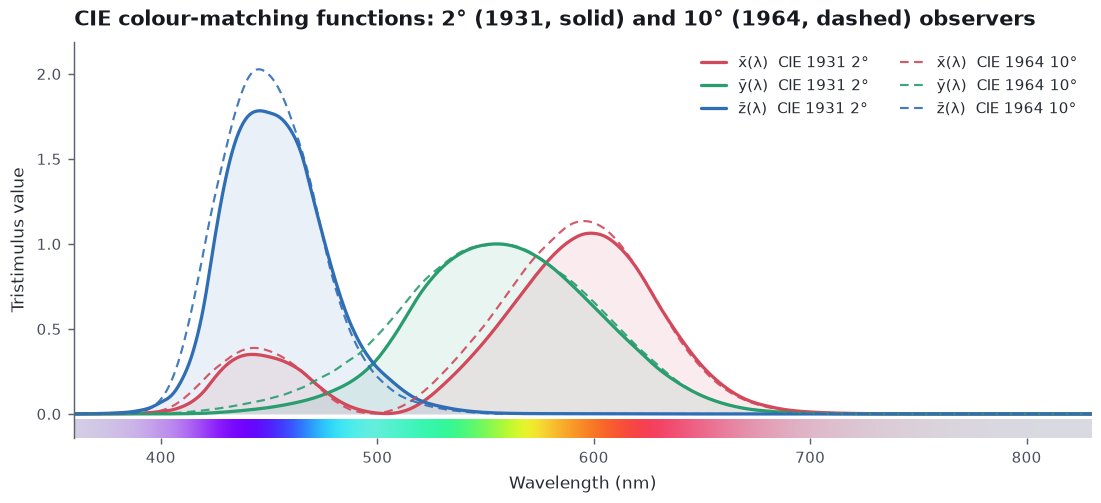 CIE colour-matching functions: 2° (1931, solid) and 10° (1964, dashed) observers
x̄(λ) CIE 1931 2°
ȳ(λ) CIE 1931 2°
z̄(λ) CIE 1931 2°
x̄(λ) CIE 1964 10°
ȳ(λ) CIE 1964 10°
z̄(λ) CIE 1964 10°
Tristimulus value
2.0
1.5
1.0
0.5
0.0
400 500 600 700 800
Wavelength (nm)